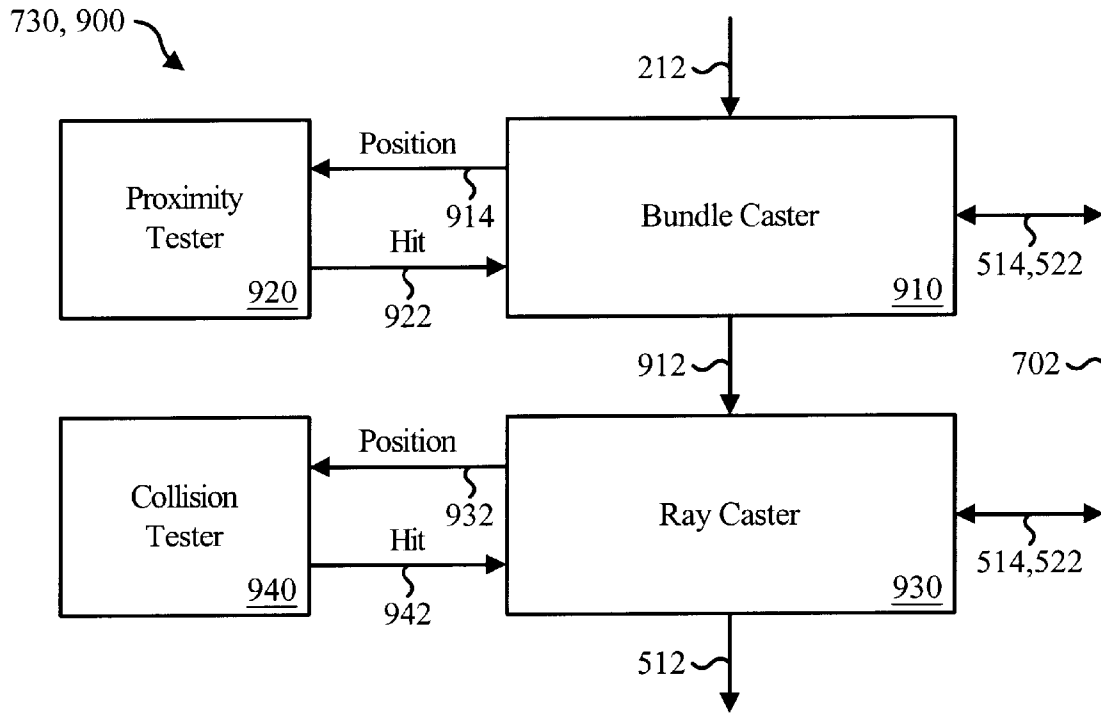 730, 900
212
Position
914
Proximity
Tester
920
Hit
922
Bundle Caster
910
514,522
912
702
Position
932
Collision
Tester
940
Hit
942
Ray Caster
930
514,522
512